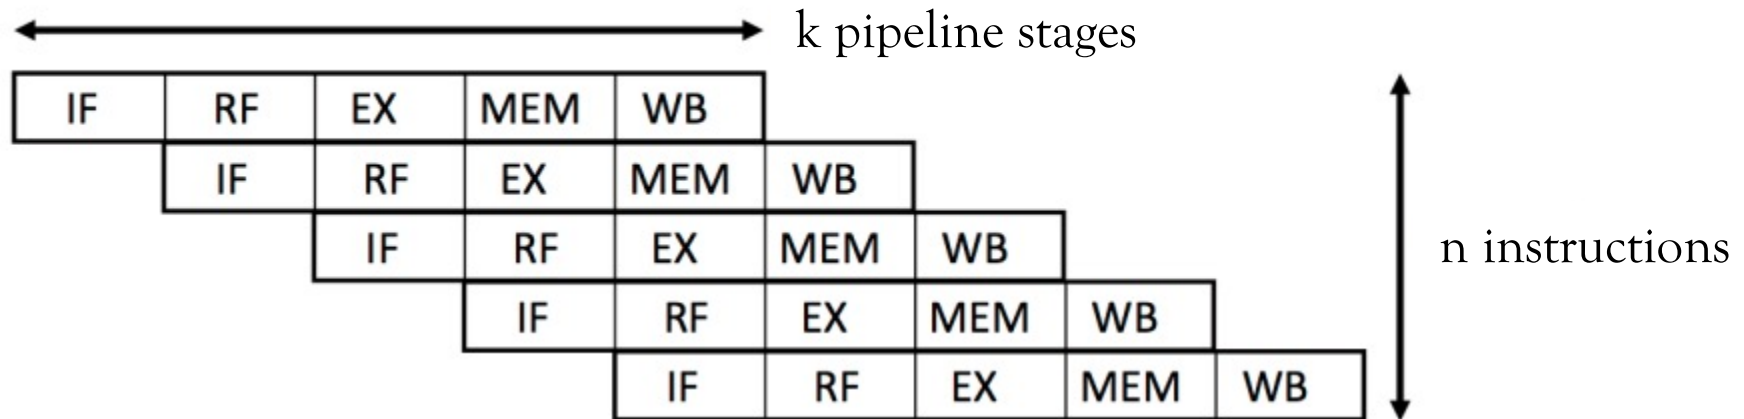 k pipeline stages
IF RF EX MEM WB
IF RF EX MEM WB
IF RF EX MEM WB
n instructions
IF RF EX MEM WB
IF RF EX MEM WB